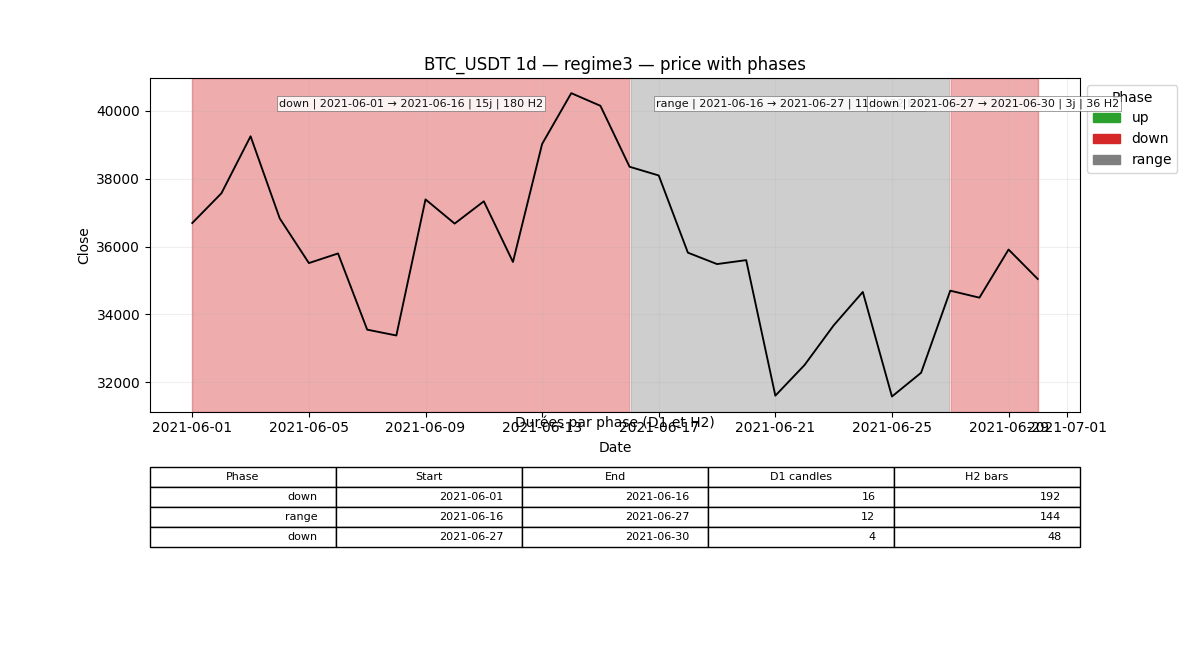 BTC_USDT 1d — regime3 — price with phases
down | 2021-06-01 → 2021-06-16 | 15j | 180 H2
range | 2021-06-16 → 2021-06-27 | 11
down | 2021-06-27 → 2021-06-30 | 3j | 36 H2
Phase
up
down
range
40000
38000
36000
34000
32000
Close
2021-06-01 2021-06-05 2021-06-09 2021-06-13 2021-06-17 2021-06-21 2021-06-25 2021-06-29 2021-07-01
Durées par phase (D1 et H2)
Date
Phase Start End D1 candles H2 bars
down 2021-06-01 2021-06-16 16 192
range 2021-06-16 2021-06-27 12 144
down 2021-06-27 2021-06-30 4 48